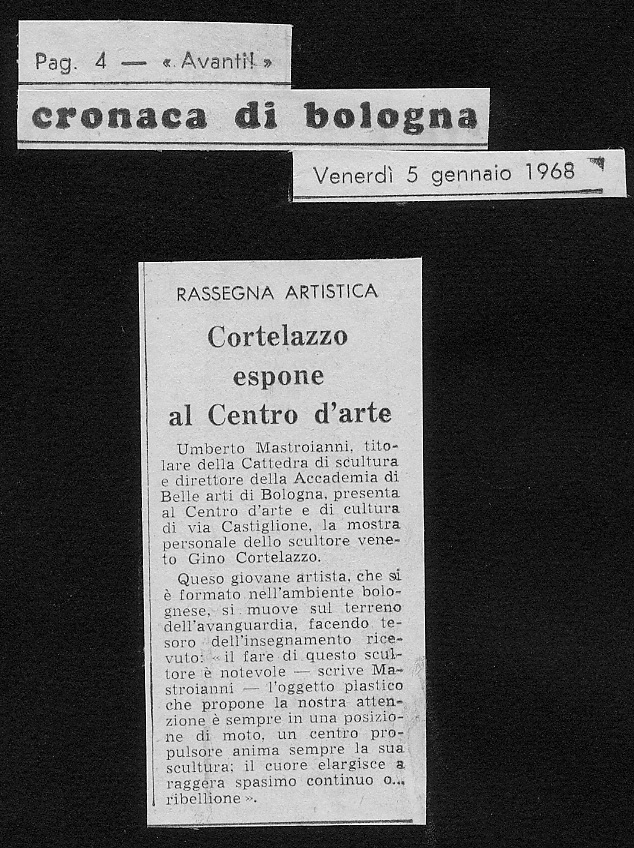 Pag. 4 — « Avanti! »
cronaca di bologna
Venerdì 5 gennaio 1968
RASSEGNA ARTISTICA
Cortelazzo
espone
al Centro d'arte
Umberto Mastroianni, tito-
lare della Cattedra di scultura
e direttore della Accademia di
Belle arti di Bologna, presenta
al Centro d'arte e di cultura
di via Castiglione, la mostra
personale dello scultore vene-
to Gino Cortelazzo.
Queso giovane artista, che si
è formato nell'ambiente bolo-
gnese, si muove sul terreno
dell'avanguardia, facendo te-
soro dell'insegnamento rice-
vuto: « il fare di questo scul-
tore è notevole — scrive Ma-
stroianni — l'oggetto plastico
che propone la nostra atten-
zione è sempre in una posizio-
ne di moto, un centro pro-
pulsore anima sempre la sua
scultura; il cuore elargisce a
raggera spasimo continuo o...
ribellione ».